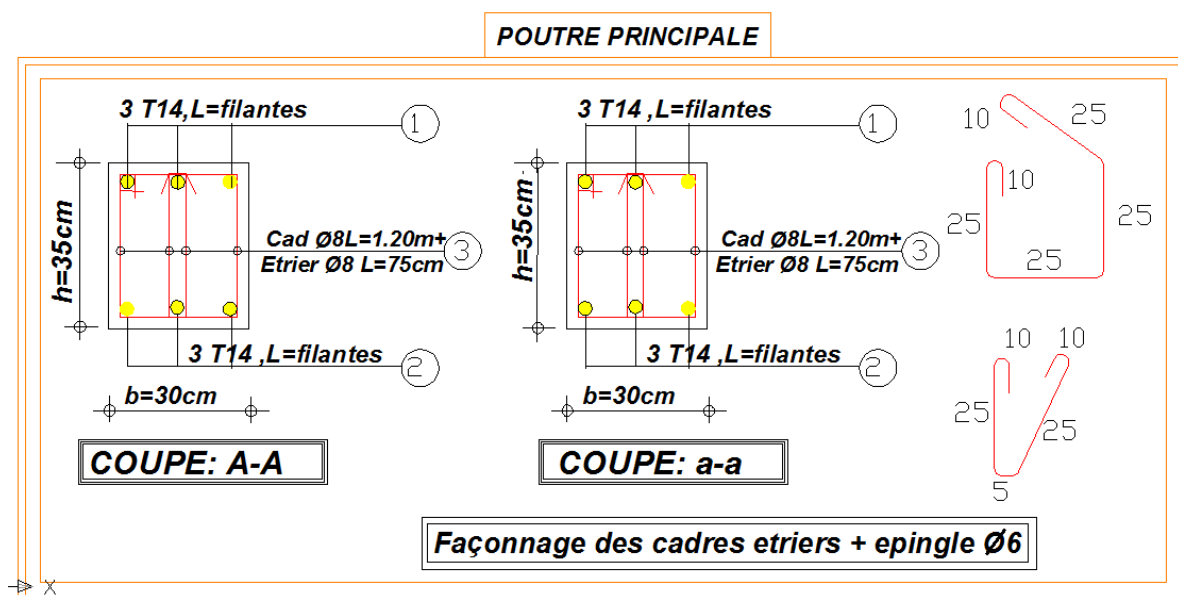 POUTRE PRINCIPALE
3 T14,L=filantes
1
h=35cm
Cad Ø8L=1.20m+
Etrier Ø8 L=75cm
3
3 T14 ,L=filantes
2
b=30cm
COUPE: A-A
3 T14 ,L=filantes
1
h=35cm
Cad Ø8L=1.20m+
Etrier Ø8 L=75cm
3
3 T14 ,L=filantes
2
b=30cm
COUPE: a-a
10
25
10
25
25
25
10
10
25
25
5
Façonnage des cadres etriers + epingle Ø6
X